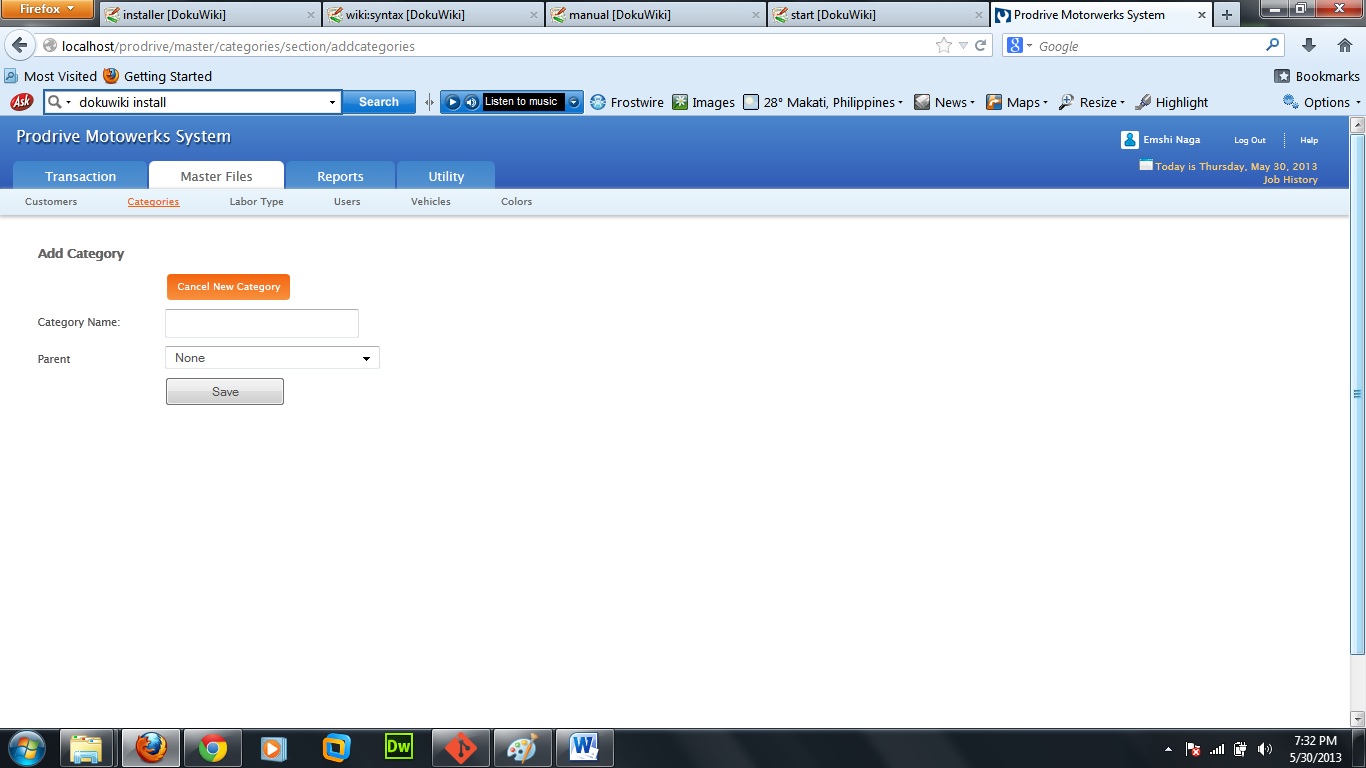 Firefox
installer [DokuWiki]
wiki:syntax [DokuWiki]
manual [DokuWiki]
start [DokuWiki]
Prodrive Motorwerks System
localhost/prodrive/master/categories/section/addcategories
Google
Most Visited
Getting Started
Bookmarks
Ask
dokuwiki install
Search
Listen to music
Frostwire
Images
28° Makati, Philippines
News
Maps
Resize
Highlight
Options
Prodrive Motowerks System
Emshi Naga
Log Out
Help
Today is Thursday, May 30, 2013
Job History
Transaction
Master Files
Reports
Utility
Customers
Categories
Labor Type
Users
Vehicles
Colors
Add Category
Cancel New Category
Category Name:
Parent
None
Save
Dw
7:32 PM
5/30/2013